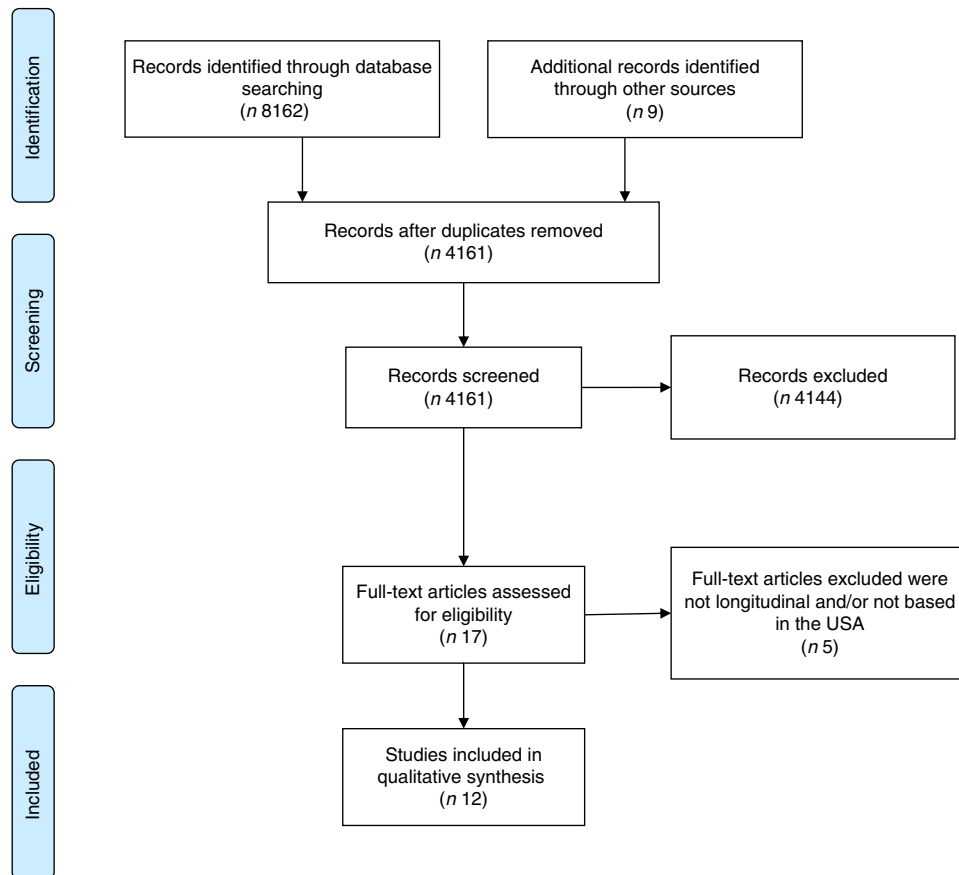 Identification
Records identified through database
searching
(n 8162)
Additional records identified
through other sources
(n 9)
Records after duplicates removed
(n 4161)
Screening
Records screened
(n 4161)
Records excluded
(n 4144)
Eligibility
Full-text articles assessed
for eligibility
(n 17)
Full-text articles excluded were
not longitudinal and/or not based
in the USA
(n 5)
Included
Studies included in
qualitative synthesis
(n 12)